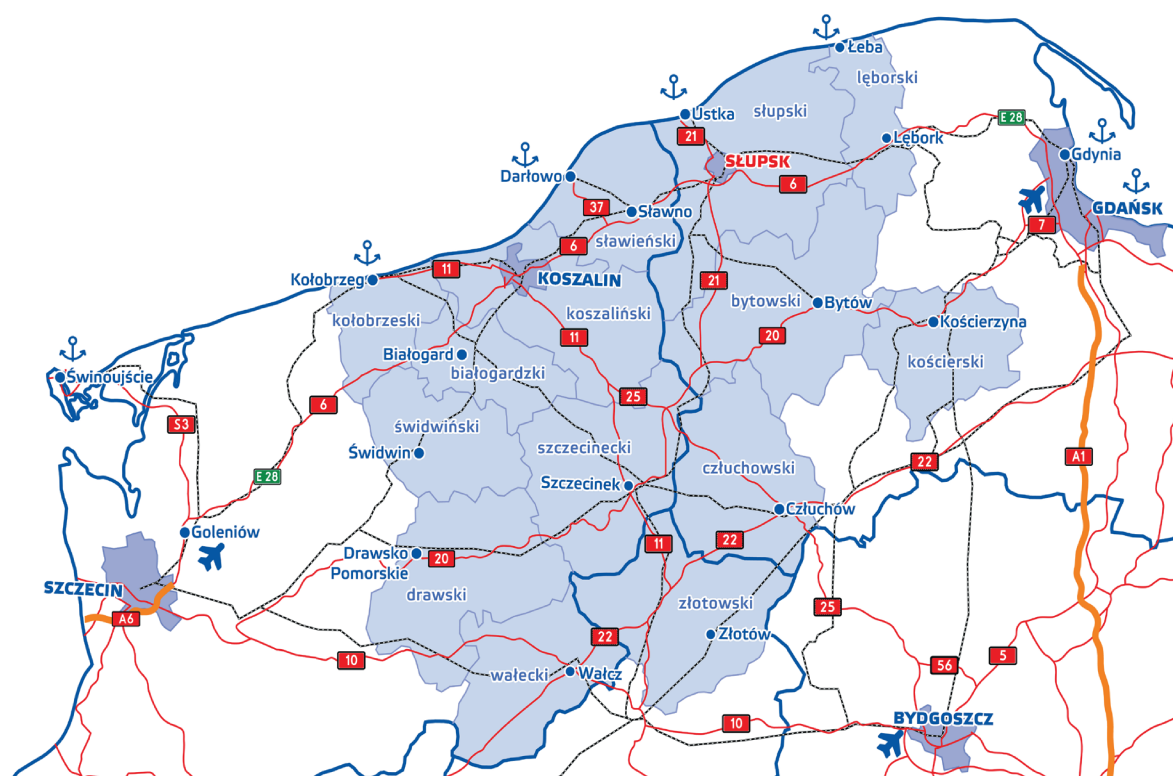 Łeba
lęborski
Ustka
słupski
E 28
21
Lębork
SŁUPSK
Gdynia
Darłowo
6
37
Sławno
GDAŃSK
7
sławieński
6
11
KOSZALIN
Kołobrzeg
21
bytowski
Bytów
kołobrzeski
koszaliński
Kościerzyna
11
20
Białogard
białogardzki
kościerski
Świnoujście
25
6
S3
świdwiński
szczecinecki
Świdwin
A1
22
człuchowski
E 28
Szczecinek
Człuchów
Goleniów
22
11
Drawsko
Pomorskie
20
SZCZECIN
drawski
złotowski
A6
25
22
Złotów
10
5
56
wałecki
Wałcz
10
BYDGOSZCZ